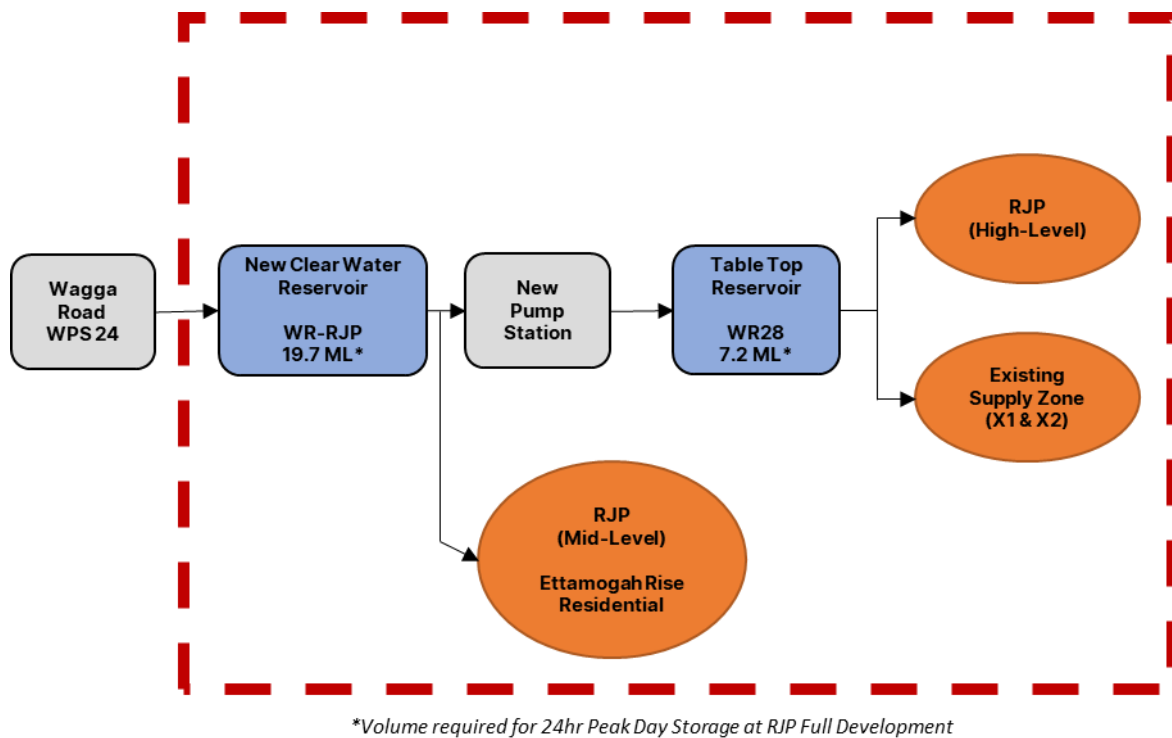 Wagga
Road
WPS 24
New Clear Water
Reservoir
WR-RJP
19.7 ML*
New
Pump
Station
Table Top
Reservoir
WR28
7.2 ML*
RJP
(High-Level)
Existing
Supply Zone
(X1 & X2)
RJP
(Mid-Level)
Ettamogah Rise
Residential
*Volume required for 24hr Peak Day Storage at RJP Full Development